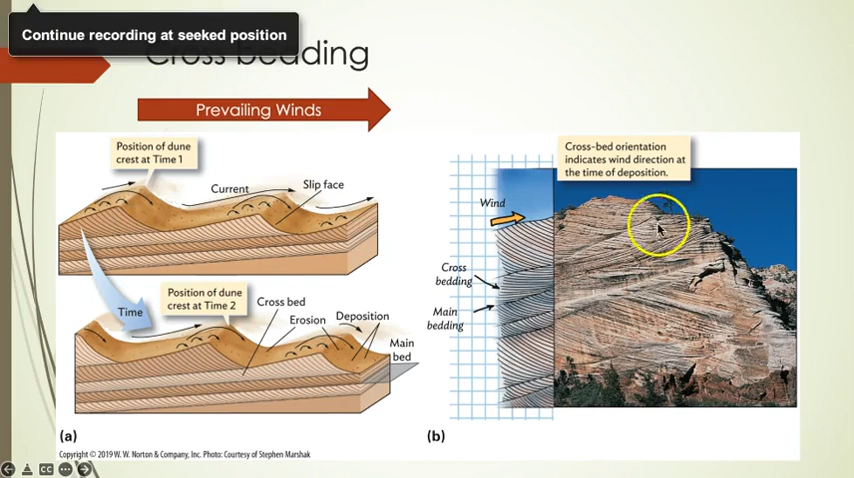 Continue recording at seeked position
Cross bedding
Prevailing Winds
Position of dune
crest at Time 1
Current
Slip face
Time
Position of dune
crest at Time 2
Cross bed
Erosion
Deposition
Main
bed
(a)
Cross-bed orientation
indicates wind direction at
the time of deposition.
Wind
Cross
bedding
Main
bedding
(b)
Copyright © 2019 W. W. Norton & Company, Inc. Photo: Courtesy of Stephen Marshak
CC